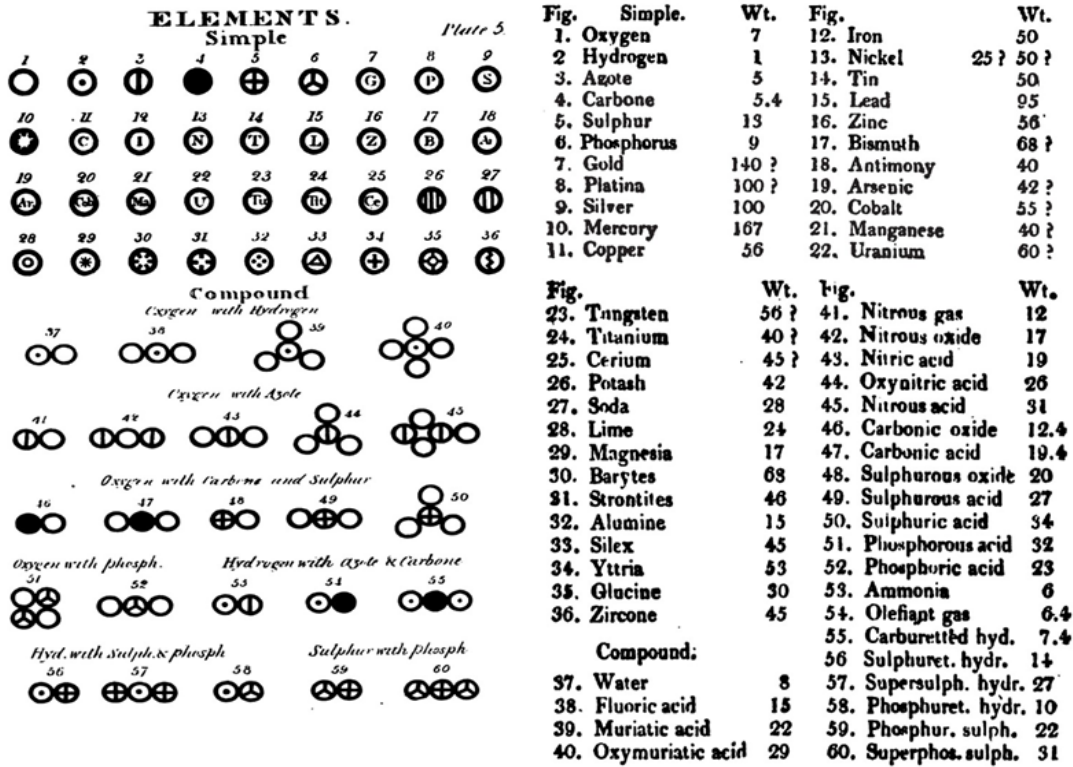 ELEMENTS.
Simple
Plate 5.
1 2 3 4 5 6 7 8 9
G P S
10 11 12 13 14 15 16 17 18
C I N T L Z B
19 20 21 22 23 24 25 26 27
Ar. Cob. Ma U Tu Tit Ce
28 29 30 31 32 33 34 35 36
Compound
Oxygen with Hydrogen
37 38 39 40
Oxygen with Azote
41 42 43 44 45
Oxygen with Carbone and Sulphur
46 47 48 49 50
Oxygen with phosph. Hydrogen with Azote & Carbone
51 52 53 54 55
Hyd. with Sulph. & phosph Sulphur with phosph
56 57 58 59 60
Fig. Simple. Wt.
1. Oxygen 7
2 Hydrogen 1
3. Azote 5
4. Carbone 5.4
5. Sulphur 13
6. Phosphorus 9
7. Gold 140 ?
8. Platina 100 ?
9. Silver 100
10. Mercury 167
11. Copper 56
Fig. Wt.
12. Iron 50
13. Nickel 25 ? 50 ?
14. Tin 50
15. Lead 95
16. Zinc 56
17. Bismuth 68 ?
18. Antimony 40
19. Arsenic 42 ?
20. Cobalt 55 ?
21. Manganese 40 ?
22. Uranium 60 ?
Fig. Wt.
23. Tungsten 56 ?
24. Titanium 40 ?
25. Cerium 45 ?
26. Potash 42
27. Soda 28
28. Lime 24
29. Magnesia 17
30. Barytes 68
31. Strontites 46
32. Alumine 15
33. Silex 45
34. Yttria 53
35. Glucine 30
36. Zircone 45
Compound:
37. Water 8
38. Fluoric acid 15
39. Muriatic acid 22
40. Oxymuriatic acid 29
Fig. Wt.
41. Nitrous gas 12
42. Nitrous oxide 17
43. Nitric acid 19
44. Oxynitric acid 26
45. Nitrous acid 31
46. Carbonic oxide 12.4
47. Carbonic acid 19.4
48. Sulphurous oxide 20
49. Sulphurous acid 27
50. Sulphuric acid 34
51. Phosphorous acid 32
52. Phosphoric acid 23
53. Ammonia 6
54. Olefiant gas 6.4
55. Carburetted hyd. 7.4
56 Sulphuret. hydr. 14
57. Supersulph. hydr. 27
58. Phosphuret. hydr. 10
59. Phosphur. sulph. 22
60. Superphos. sulph. 31